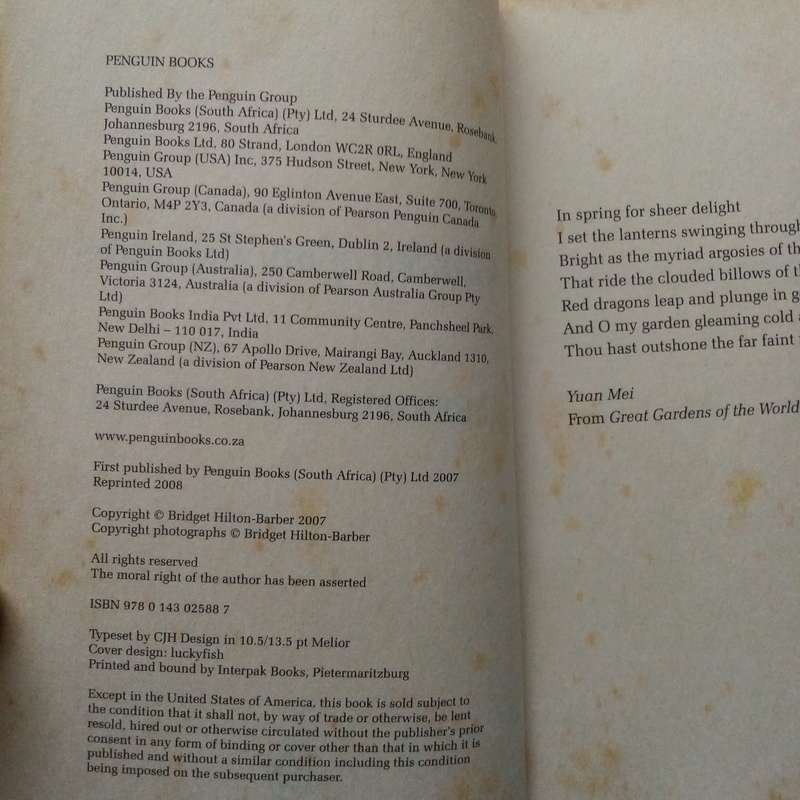 PENGUIN BOOKS
Published By the Penguin Group
Penguin Books (South Africa) (Pty) Ltd, 24 Sturdee Avenue, Rosebank,
Johannesburg 2196, South Africa
Penguin Books Ltd, 80 Strand, London WC2R 0RL, England
Penguin Group (USA) Inc, 375 Hudson Street, New York, New York
10014, USA
Penguin Group (Canada), 90 Eglinton Avenue East, Suite 700, Toronto,
Ontario, M4P 2Y3, Canada (a division of Pearson Penguin Canada
Inc.)
Penguin Ireland, 25 St Stephen's Green, Dublin 2, Ireland (a division
of Penguin Books Ltd)
Penguin Group (Australia), 250 Camberwell Road, Camberwell,
Victoria 3124, Australia (a division of Pearson Australia Group Pty
Ltd)
Penguin Books India Pvt Ltd, 11 Community Centre, Panchsheel Park,
New Delhi – 110 017, India
Penguin Group (NZ), 67 Apollo Drive, Mairangi Bay, Auckland 1310,
New Zealand (a division of Pearson New Zealand Ltd)
Penguin Books (South Africa) (Pty) Ltd, Registered Offices:
24 Sturdee Avenue, Rosebank, Johannesburg 2196, South Africa
www.penguinbooks.co.za
First published by Penguin Books (South Africa) (Pty) Ltd 2007
Reprinted 2008
Copyright © Bridget Hilton-Barber 2007
Copyright photographs © Bridget Hilton-Barber
All rights reserved
The moral right of the author has been asserted
ISBN 978 0 143 02588 7
Typeset by CJH Design in 10.5/13.5 pt Melior
Cover design: luckyfish
Printed and bound by Interpak Books, Pietermaritzburg
Except in the United States of America, this book is sold subject to
the condition that it shall not, by way of trade or otherwise, be lent
resold, hired out or otherwise circulated without the publisher's prior
consent in any form of binding or cover other than that in which it is
published and without a similar condition including this condition
being imposed on the subsequent purchaser.
In spring for sheer delight
I set the lanterns swinging through
Bright as the myriad argosies of
That ride the clouded billows of
Red dragons leap and plunge in
And O my garden gleaming cold
Thou hast outshone the far faint
Yuan Mei
From Great Gardens of the World